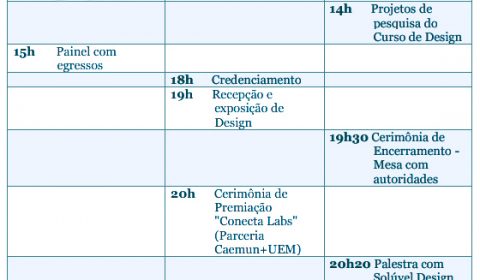 14h Projetos de
pesquisa do
Curso de Design
15h Painel com
egressos
18h Credenciamento
19h Recepção e
exposição de
Design
19h30 Cerimônia de
Encerramento -
Mesa com
autoridades
20h Cerimônia de
Premiação
"Conecta Labs"
(Parceria
Caemun+UEM)
20h20 Palestra com
Solúvel Design